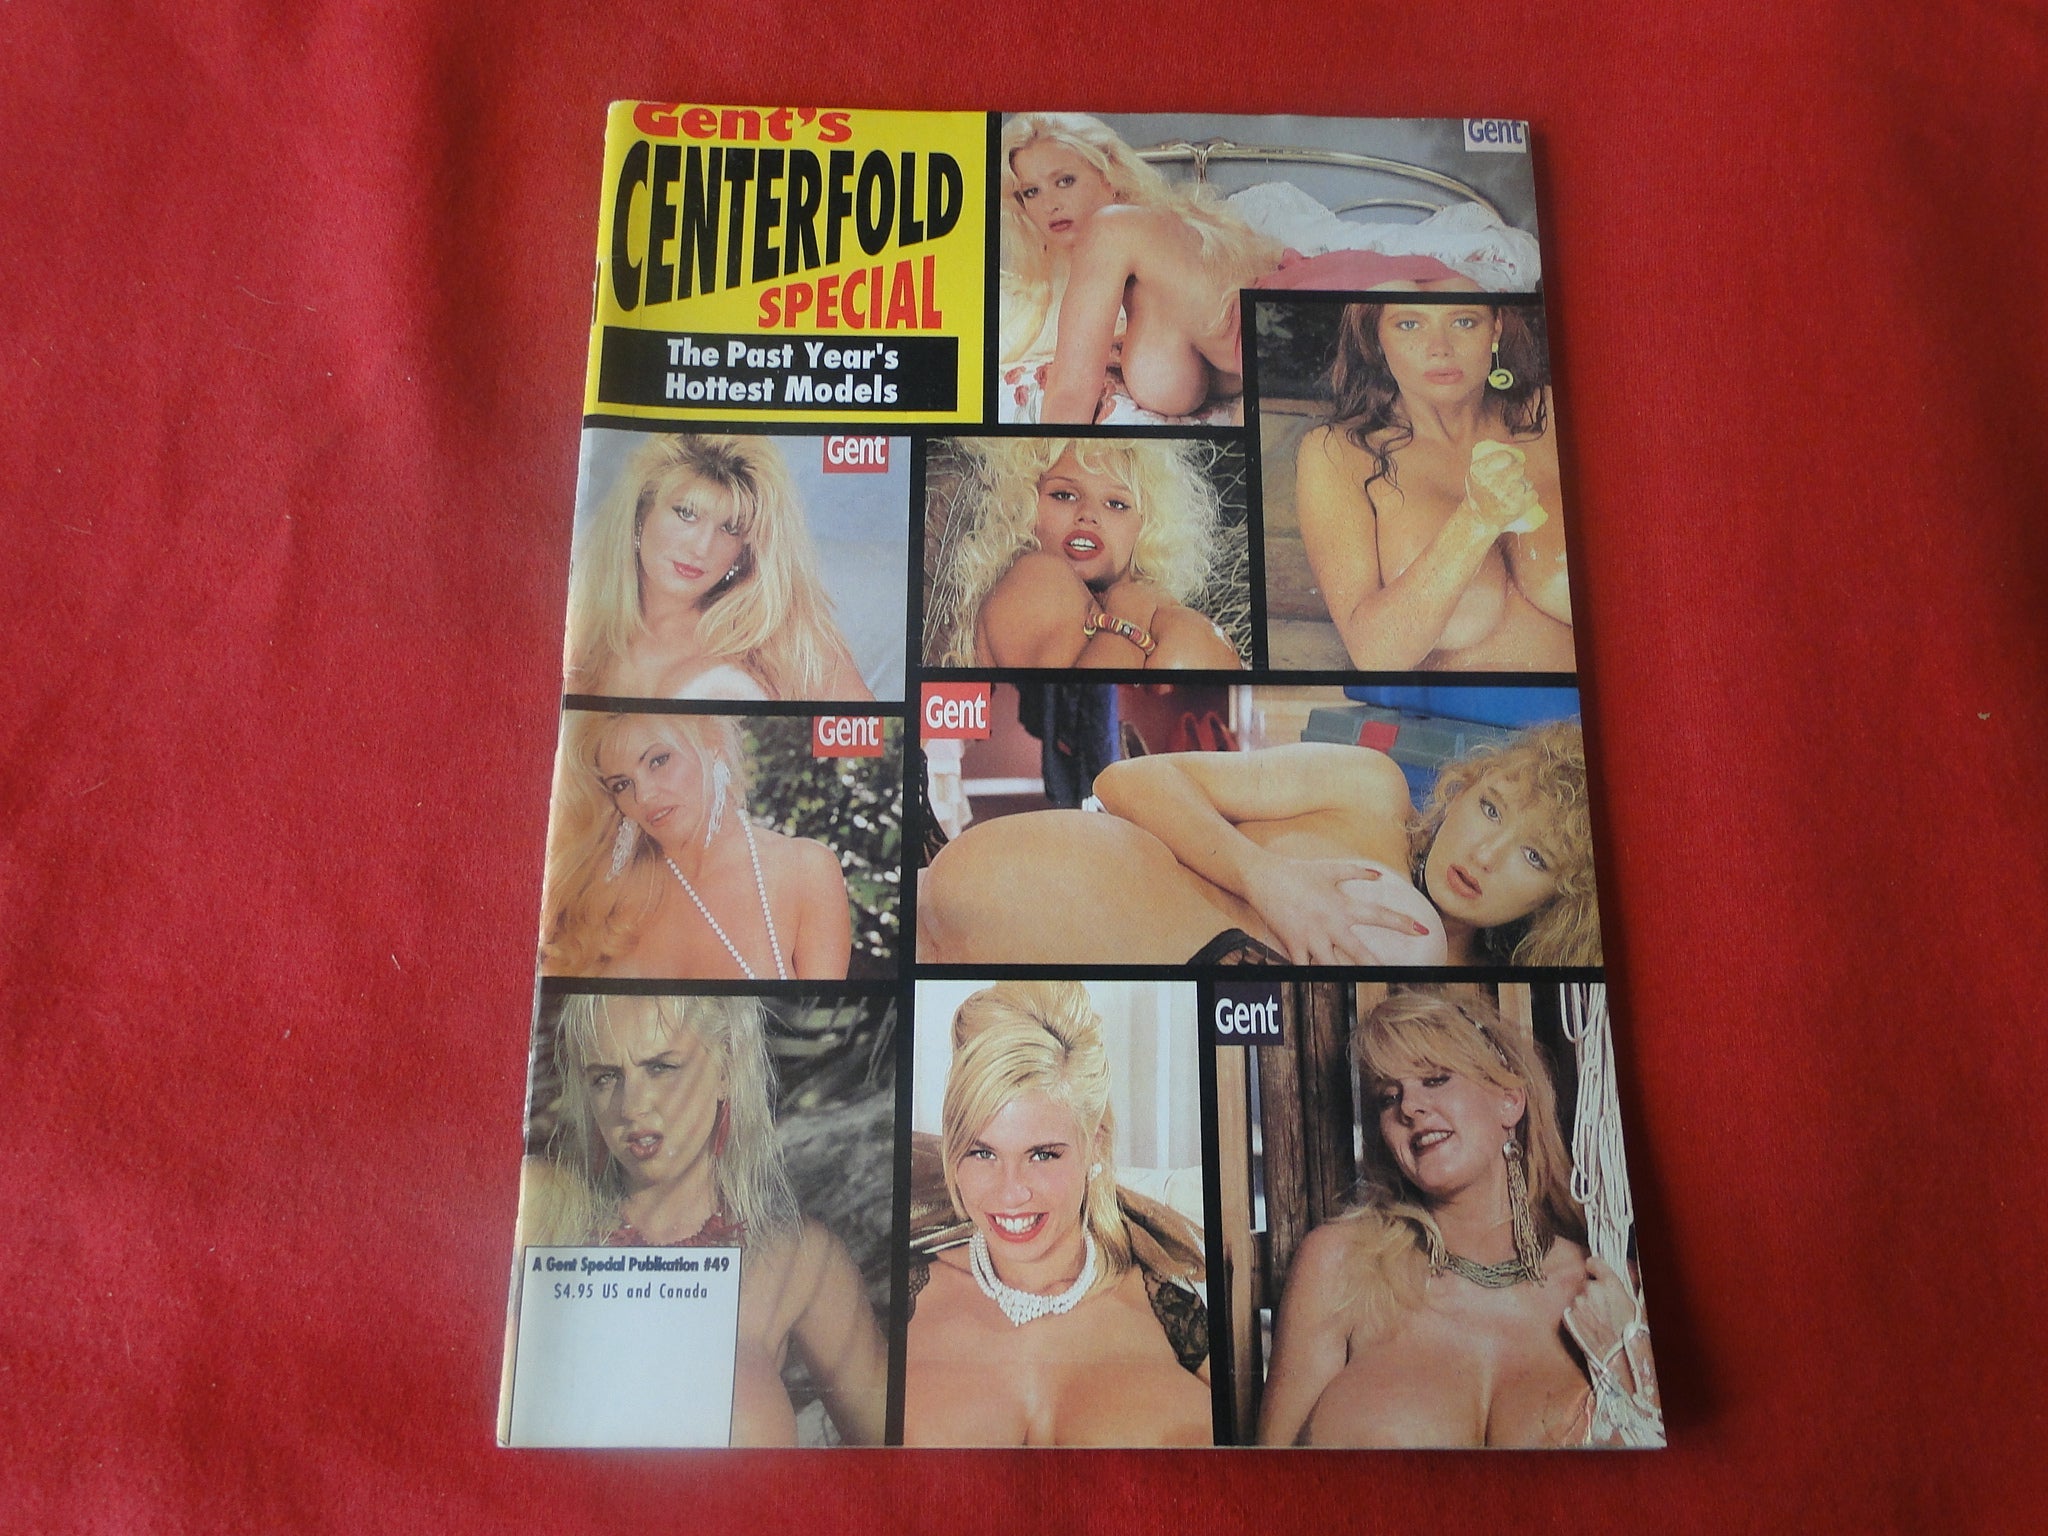 Gent's
CENTERFOLD
SPECIAL
The Past Year's
Hottest Models
Gent
Gent
Gent
Gent
Gent
A Gent Special Publication #49
$4.95 US and Canada